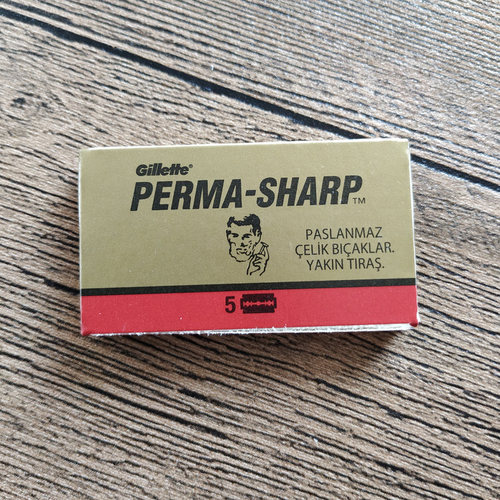 Gillette®
PERMA-SHARP™
PASLANMAZ
ÇELİK BIÇAKLAR.
YAKIN TIRAŞ.
5